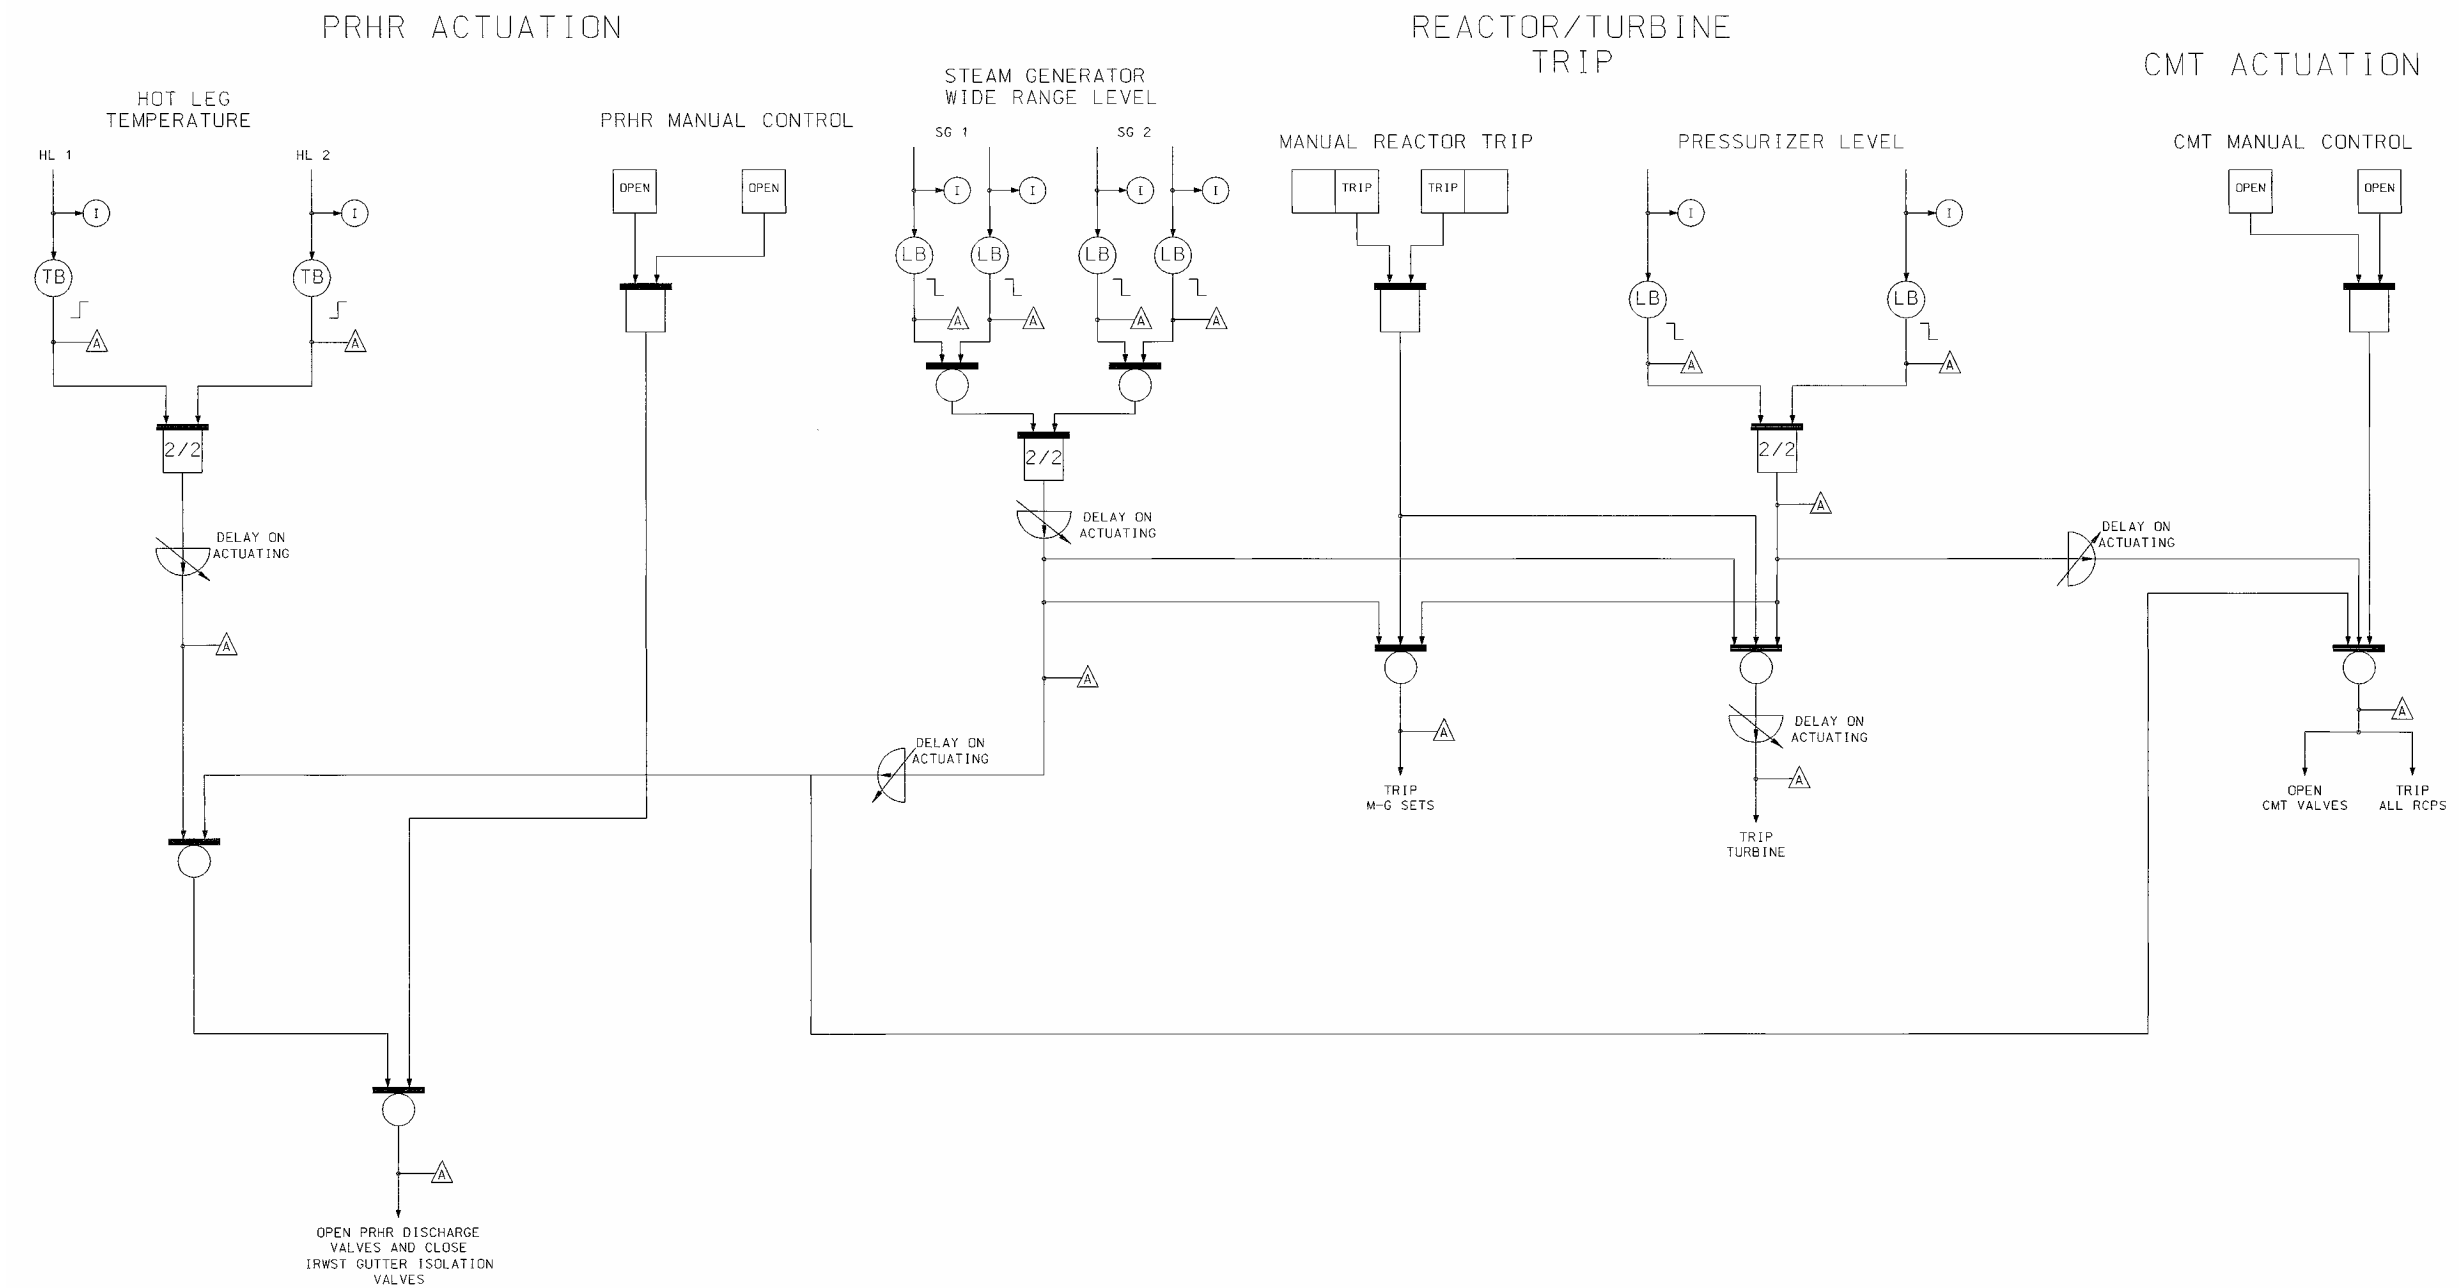 PRHR ACTUATION
REACTOR/TURBINE
TRIP
CMT ACTUATION
HOT LEG
TEMPERATURE
HL 1
HL 2
I
I
TB
TB
A
A
2/2
DELAY ON
ACTUATING
A
PRHR MANUAL CONTROL
OPEN
OPEN
STEAM GENERATOR
WIDE RANGE LEVEL
SG 1
SG 2
I
I
I
I
LB
LB
LB
LB
A
A
A
A
2/2
DELAY ON
ACTUATING
A
DELAY ON
ACTUATING
MANUAL REACTOR TRIP
TRIP
TRIP
A
TRIP
M-G SETS
PRESSURIZER LEVEL
I
I
LB
LB
A
A
2/2
A
DELAY ON
ACTUATING
A
TRIP
TURBINE
DELAY ON
ACTUATING
CMT MANUAL CONTROL
OPEN
OPEN
A
OPEN
CMT VALVES
TRIP
ALL RCPS
A
OPEN PRHR DISCHARGE
VALVES AND CLOSE
IRWST GUTTER ISOLATION
VALVES